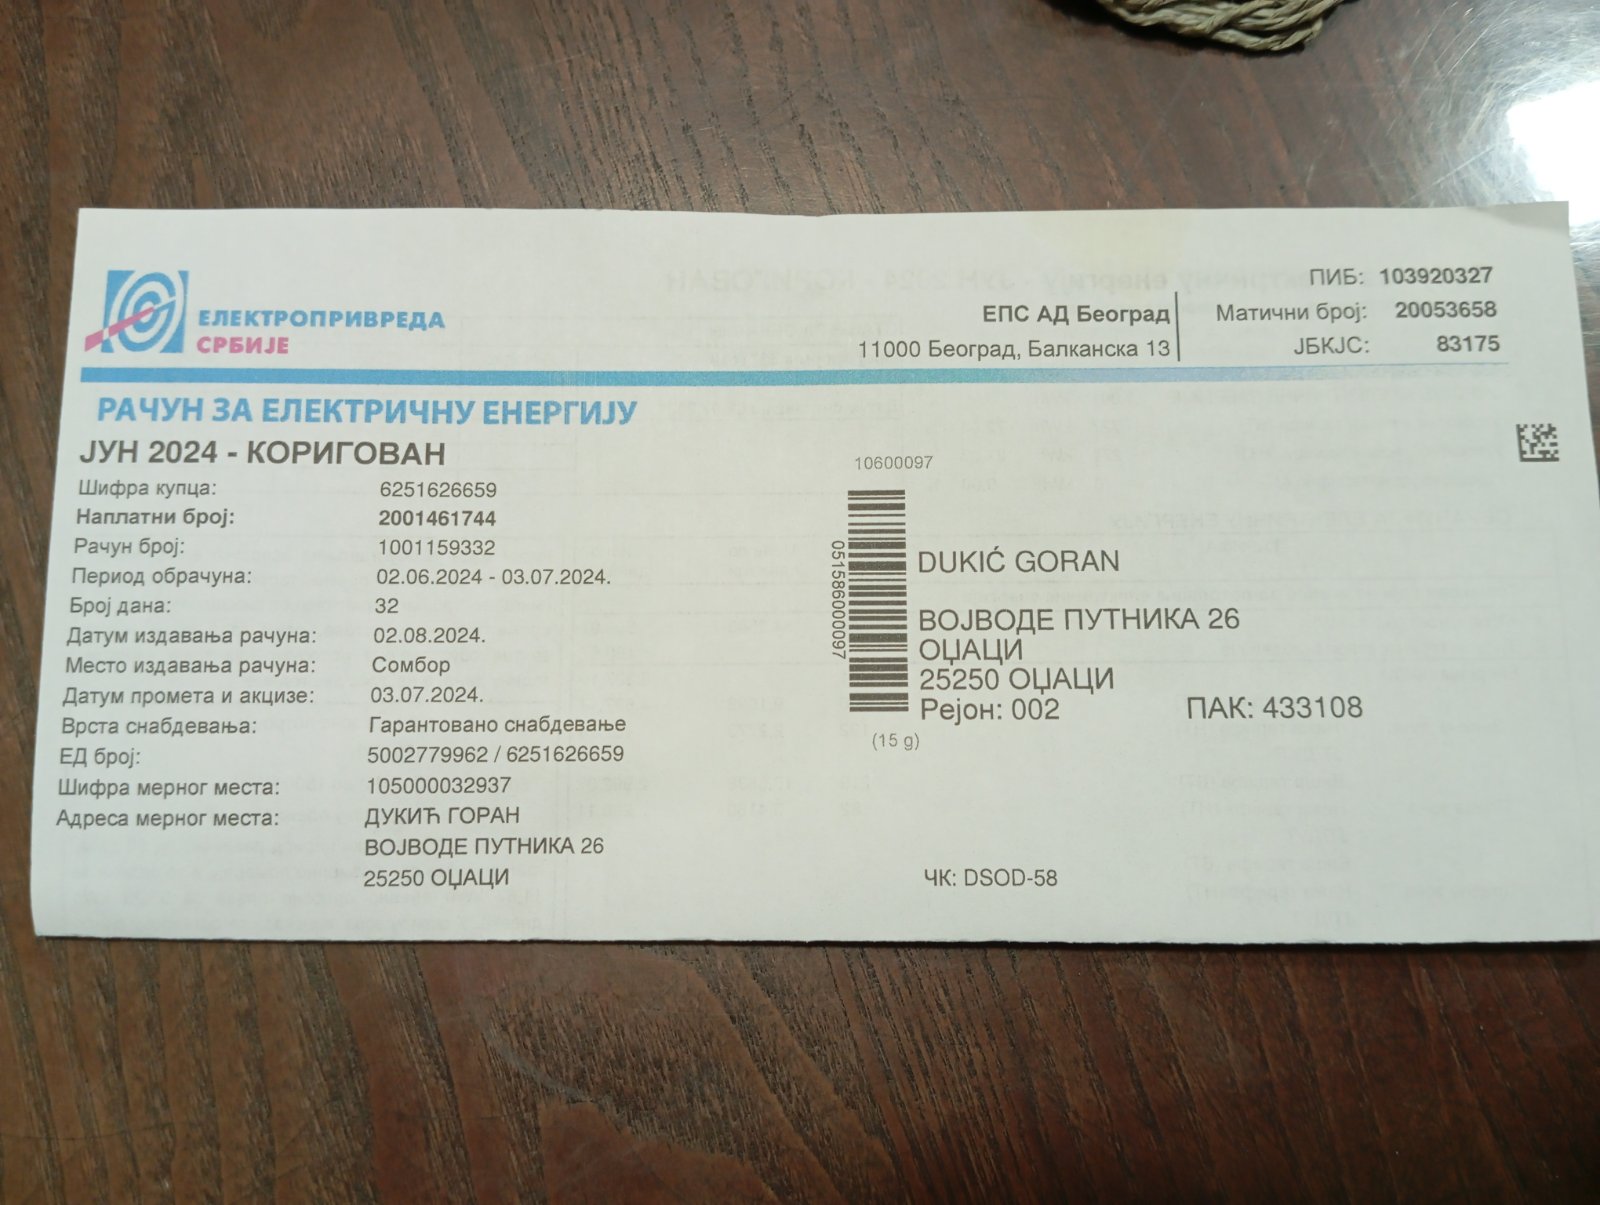 ЕЛЕКТРОПРИВРЕДА
СРБИЈЕ
ЕПС АД Београд
11000 Београд, Балканска 13
ПИБ: 103920327
Матични број: 20053658
ЈБКЈС: 83175
РАЧУН ЗА ЕЛЕКТРИЧНУ ЕНЕРГИЈУ
ЈУН 2024 - КОРИГОВАН
Шифра купца: 6251626659
Наплатни број: 2001461744
Рачун број: 1001159332
Период обрачуна: 02.06.2024 - 03.07.2024.
Број дана: 32
Датум издавања рачуна: 02.08.2024.
Место издавања рачуна: Сомбор
Датум промета и акцизе: 03.07.2024.
Врста снабдевања: Гарантовано снабдевање
ЕД број: 5002779962 / 6251626659
Шифра мерног места: 105000032937
Адреса мерног места: ДУКИЋ ГОРАН
ВОЈВОДЕ ПУТНИКА 26
25250 ОЏАЦИ
10600097
0515860000097
(15 g)
DUKIĆ GORAN
ВОЈВОДЕ ПУТНИКА 26
ОЏАЦИ
25250 ОЏАЦИ
Рејон: 002 ПАК: 433108
ЧК: DSOD-58